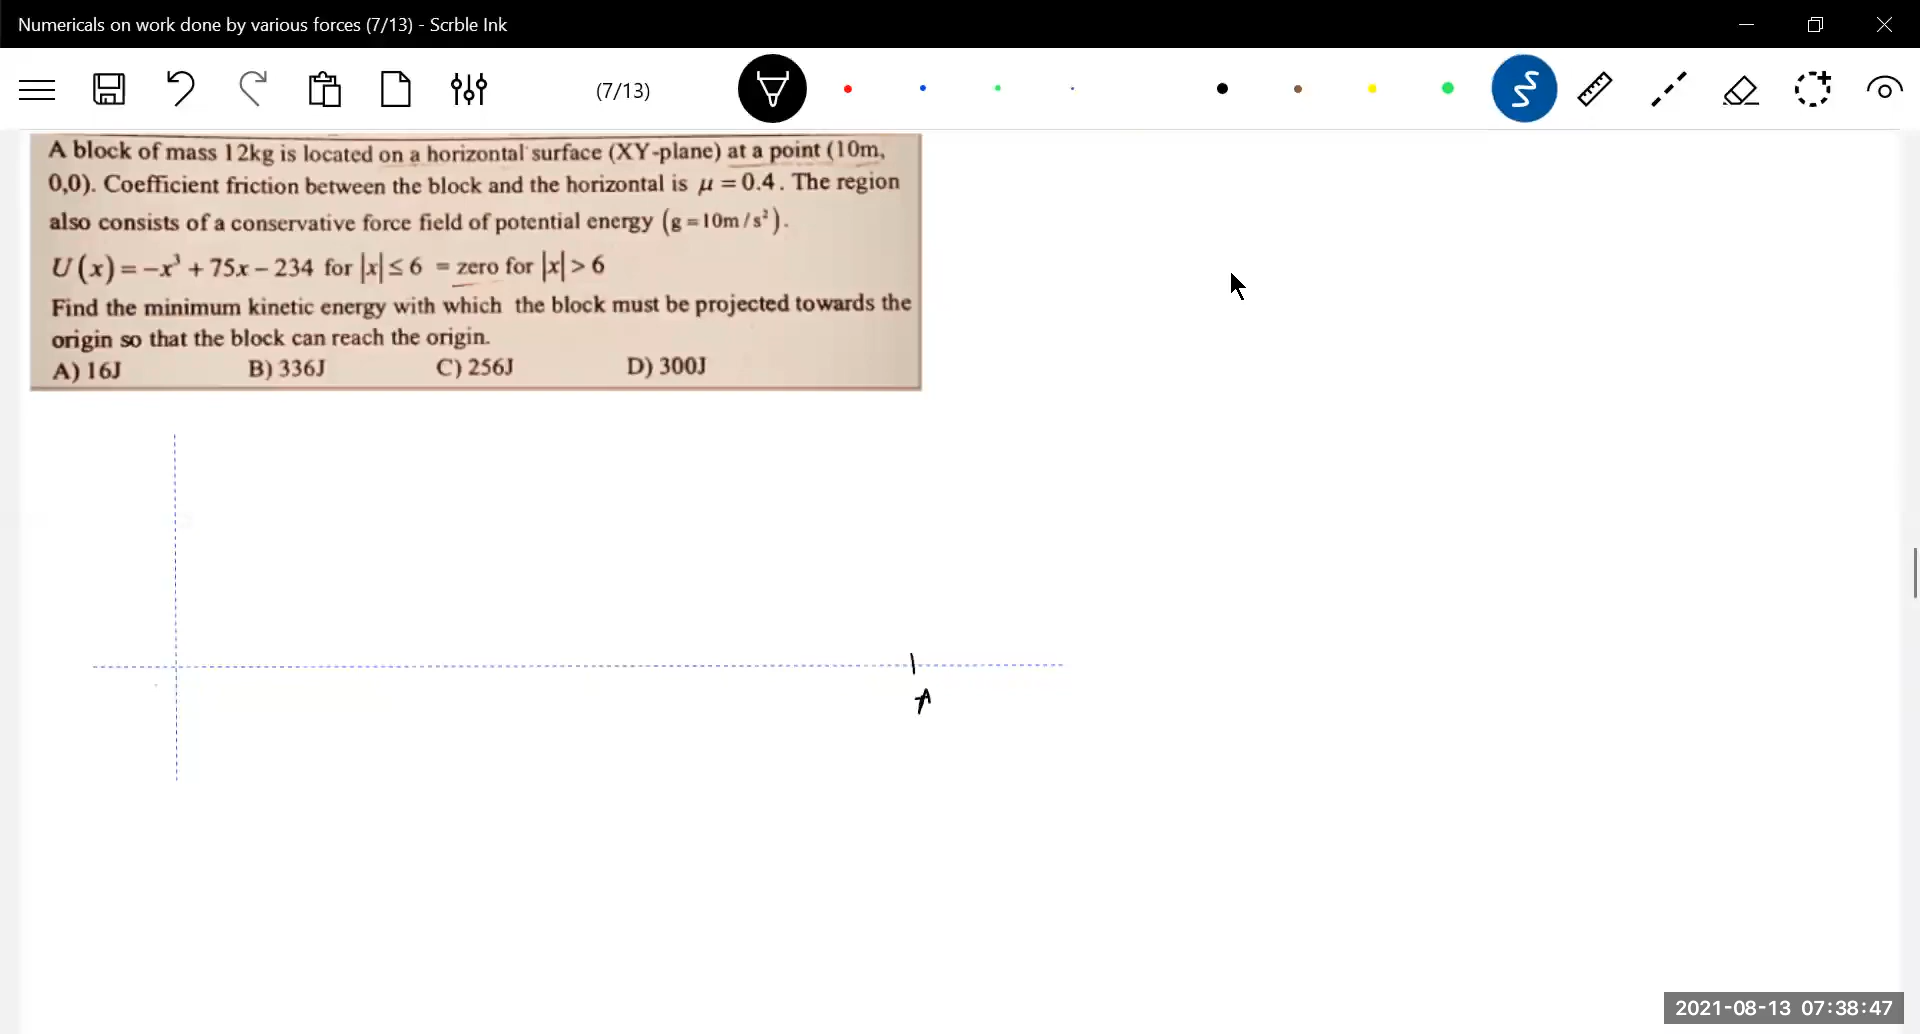 Numericals on work done by various forces (7/13) - Scrble Ink
(7/13)
A block of mass 12kg is located on a horizontal surface (XY-plane) at a point (10m,
0,0). Coefficient friction between the block and the horizontal is μ = 0.4. The region
also consists of a conservative force field of potential energy (g = 10m/s²).
U(x) = −x³ + 75x − 234 for |x| ≤ 6 = zero for |x| > 6
Find the minimum kinetic energy with which the block must be projected towards the
origin so that the block can reach the origin.
A) 16J B) 336J C) 256J D) 300J
A
2021-08-13 07:38:47